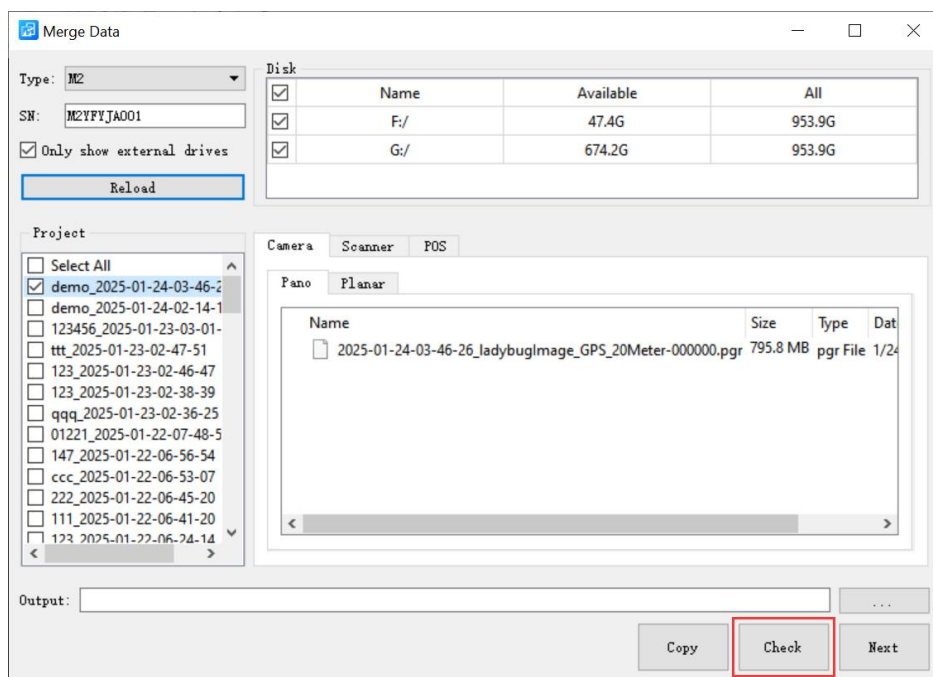 Merge Data
Type: M2
SN: M2YFYJA001
Only show external drives
Reload
Disk
Name Available All
F:/ 47.4G 953.9G
G:/ 674.2G 953.9G
Project
Select All
demo_2025-01-24-03-46-2
demo_2025-01-24-02-14-1
123456_2025-01-23-03-01-
ttt_2025-01-23-02-47-51
123_2025-01-23-02-46-47
123_2025-01-23-02-38-39
qqq_2025-01-23-02-36-25
01221_2025-01-22-07-48-5
147_2025-01-22-06-56-54
ccc_2025-01-22-06-53-07
222_2025-01-22-06-45-20
111_2025-01-22-06-41-20
123_2025-01-22-06-24-14
Camera Scanner POS
Pano Planar
Name Size Type Dat
2025-01-24-03-46-26_ladybugImage_GPS_20Meter-000000.pgr 795.8 MB pgr File 1/24
Output: ...
Copy Check Next